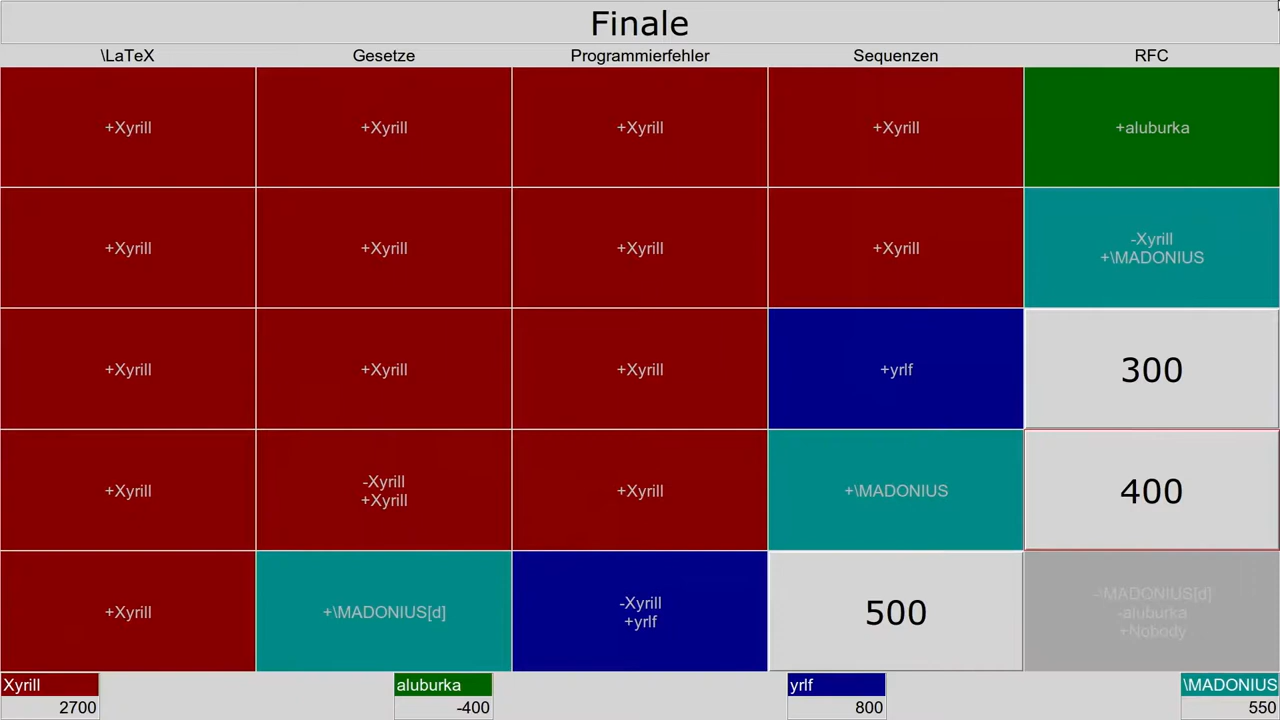 Finale
\LaTeX Gesetze Programmierfehler Sequenzen RFC
+Xyrill +Xyrill +Xyrill +Xyrill +aluburka
+Xyrill +Xyrill +Xyrill +Xyrill -Xyrill
+\MADONIUS
+Xyrill +Xyrill +Xyrill +yrlf 300
+Xyrill -Xyrill
+Xyrill +Xyrill +\MADONIUS 400
+Xyrill +\MADONIUS[d] -Xyrill
+yrlf 500 -\MADONIUS[d]
-aluburka
+Nobody
Xyrill aluburka yrlf \MADONIUS
2700 -400 800 550